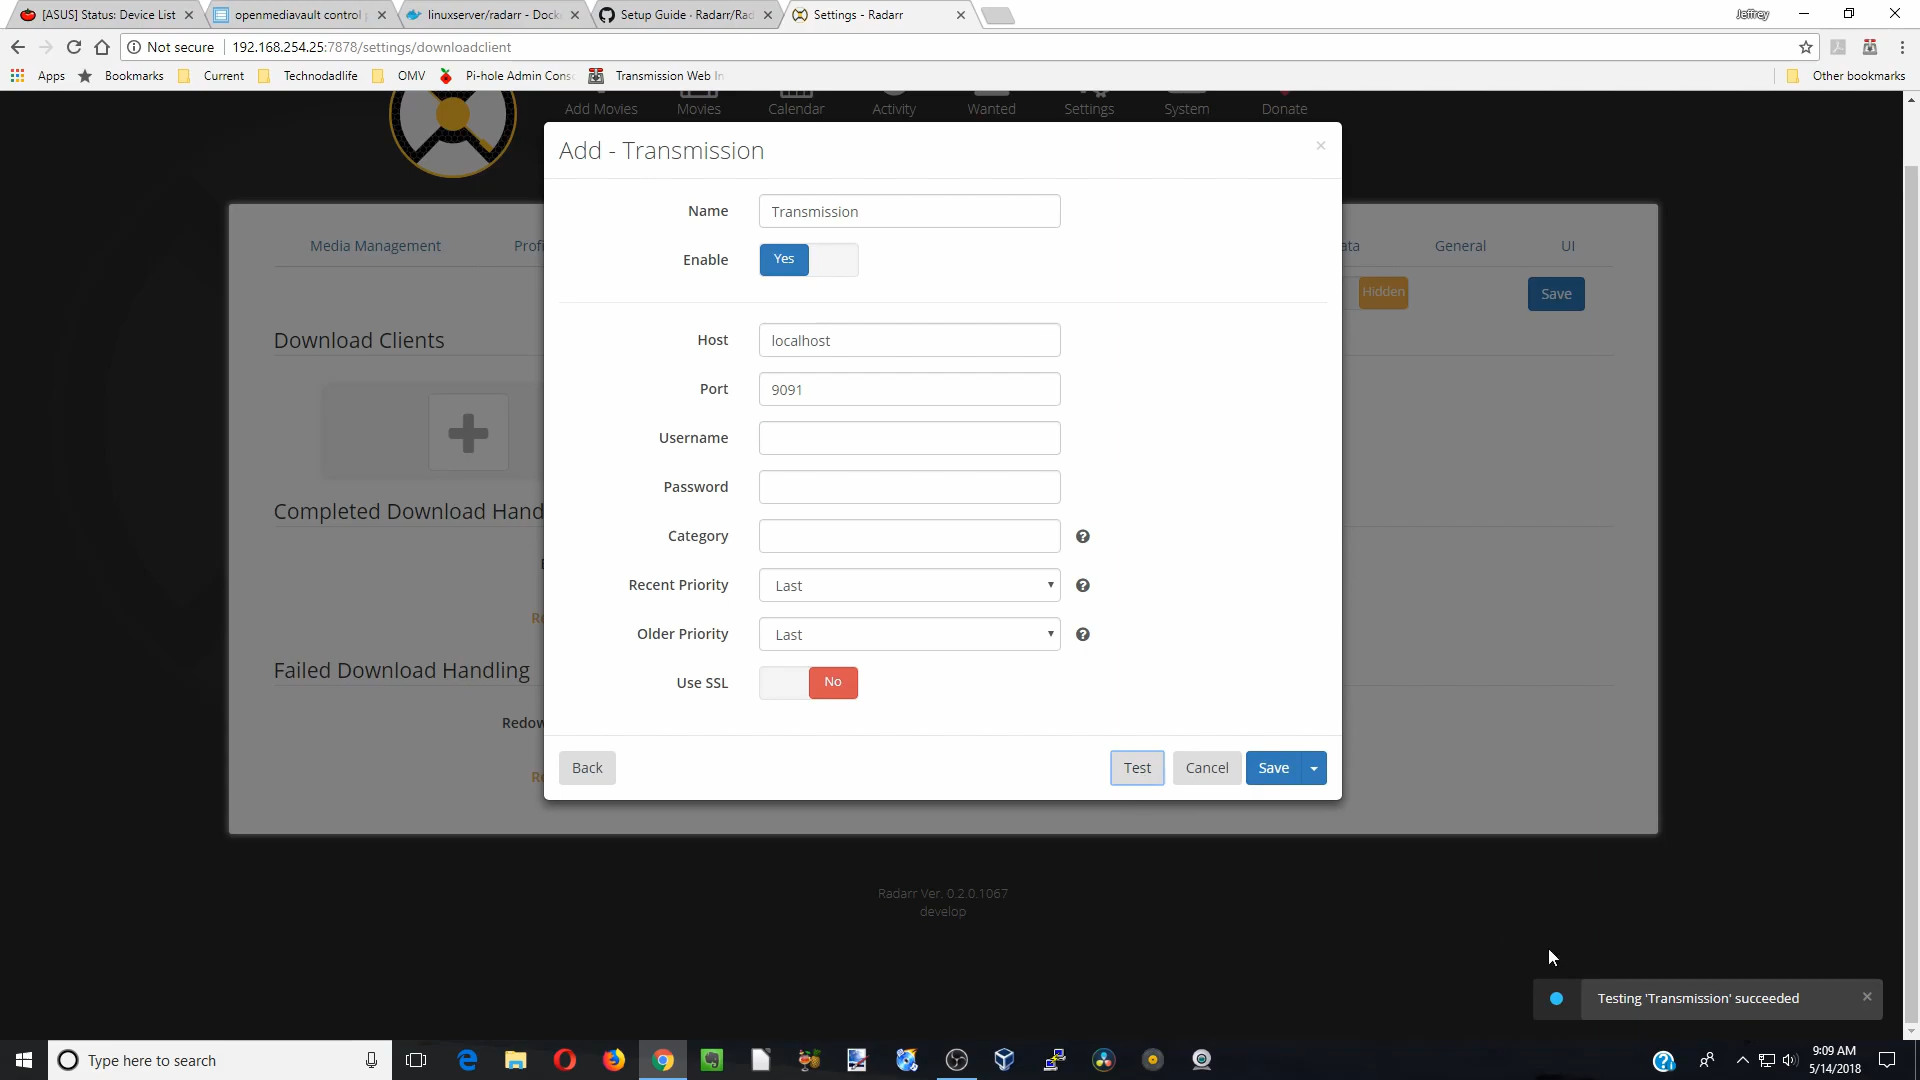 [ASUS] Status: Device List
openmediavault control
linuxserver/radarr - Dock
Setup Guide · Radarr/Rad
Settings - Radarr
Jeffrey
Not secure
192.168.254.25:7878/settings/downloadclient
Apps
Bookmarks
Current
Technodadlife
OMV
Pi-hole Admin Cons
Transmission Web In
Other bookmarks
Add Movies
Movies
Calendar
Activity
Wanted
Settings
System
Donate
Add - Transmission
Name
Transmission
Media Management
Profi
ata
General
UI
Enable
Yes
Hidden
Save
Download Clients
Host
localhost
Port
9091
Username
Password
Completed Download Hand
Category
Recent Priority
Last
Older Priority
Last
Failed Download Handling
Use SSL
No
Redow
Back
Test
Cancel
Save
Radarr Ver. 0.2.0.1067
develop
Testing 'Transmission' succeeded
Type here to search
9:09 AM
5/14/2018